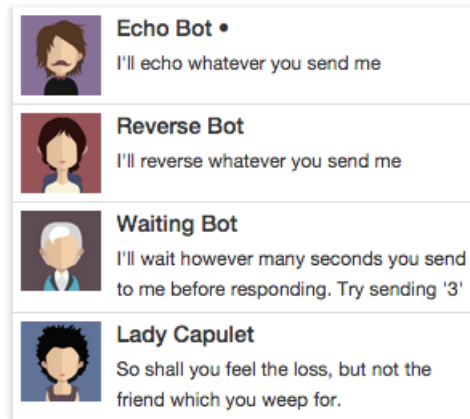 Echo Bot •
I'll echo whatever you send me
Reverse Bot
I'll reverse whatever you send me
Waiting Bot
I'll wait however many seconds you send
to me before responding. Try sending '3'
Lady Capulet
So shall you feel the loss, but not the
friend which you weep for.